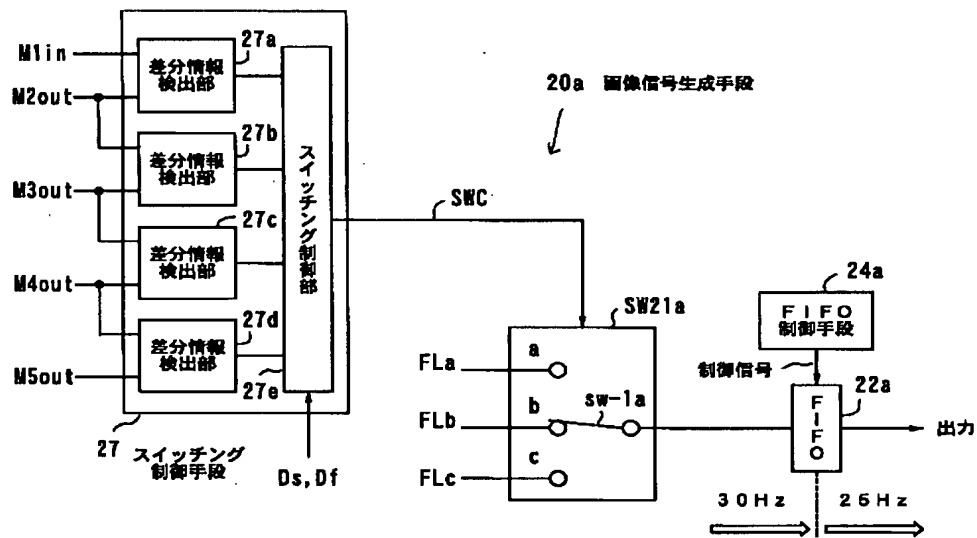 M1in
M2out
M3out
M4out
M5out
差分情報
検出部
27a
差分情報
検出部
27b
差分情報
検出部
27c
差分情報
検出部
27d
スイッチング制御部
27e
27 スイッチング
制御手段
Ds,Df
SWC
20a 画像信号生成手段
SW21a
FLa
a
FLb
b
sw-1a
FLc
c
24a
FIFO
制御手段
制御信号
22a
FIFO
出力
30Hz
25Hz